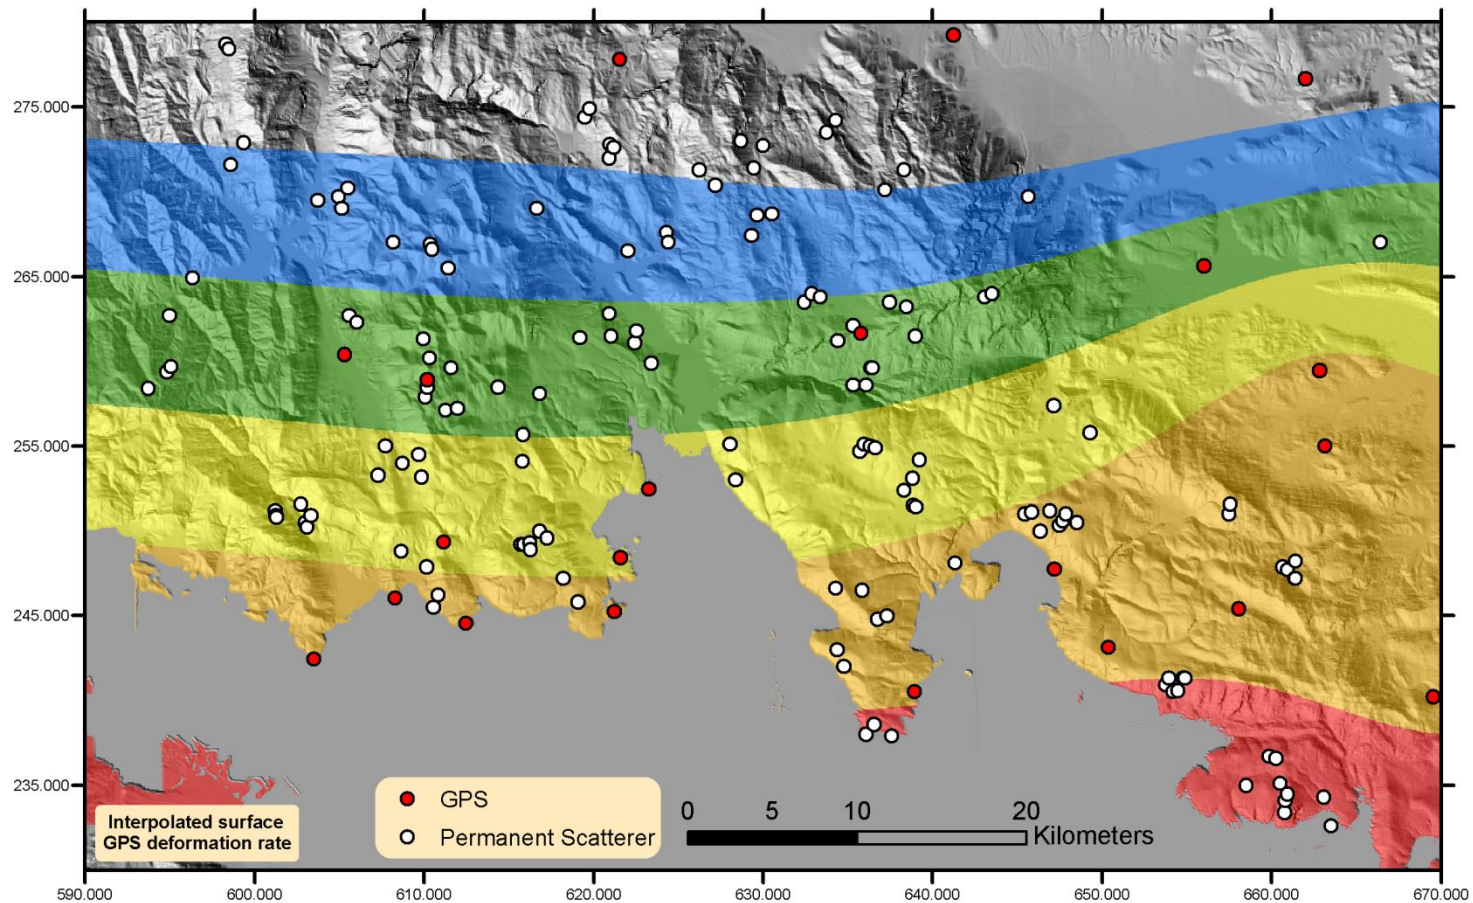 275.000
265.000
255.000
245.000
235.000
GPS
Permanent Scatterer
0 5 10 20
Kilometers
Interpolated surface
GPS deformation rate
590.000 600.000 610.000 620.000 630.000 640.000 650.000 660.000 670.000